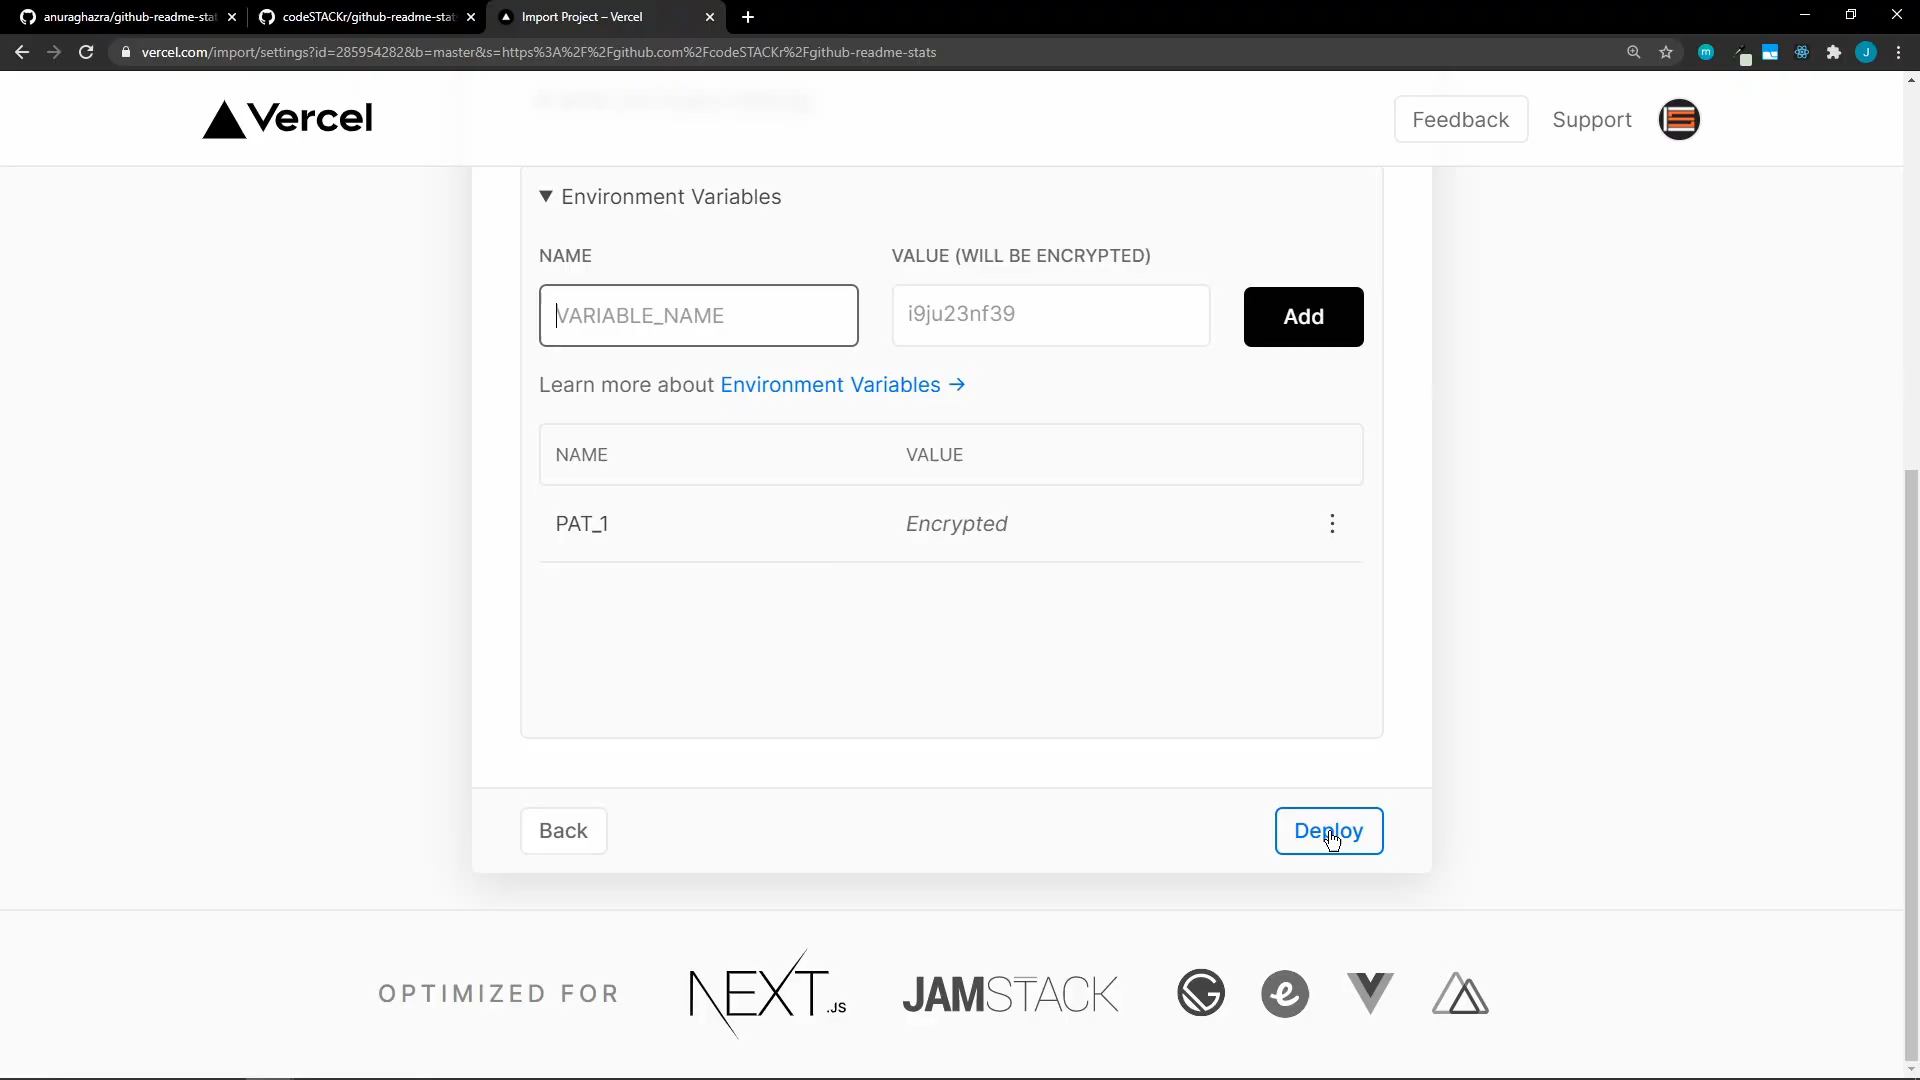 anuraghazra/github-readme-stat
codeSTACKr/github-readme-stat
Import Project – Vercel
vercel.com/import/settings?id=285954282&b=master&s=https%3A%2F%2Fgithub.com%2FcodeSTACKr%2Fgithub-readme-stats
m
J
Vercel
Feedback
Support
▼ Environment Variables
NAME
VALUE (WILL BE ENCRYPTED)
VARIABLE_NAME
i9ju23nf39
Add
Learn more about Environment Variables →
NAME
VALUE
PAT_1
Encrypted
Back
Deploy
OPTIMIZED FOR
NEXT.JS
JAMSTACK